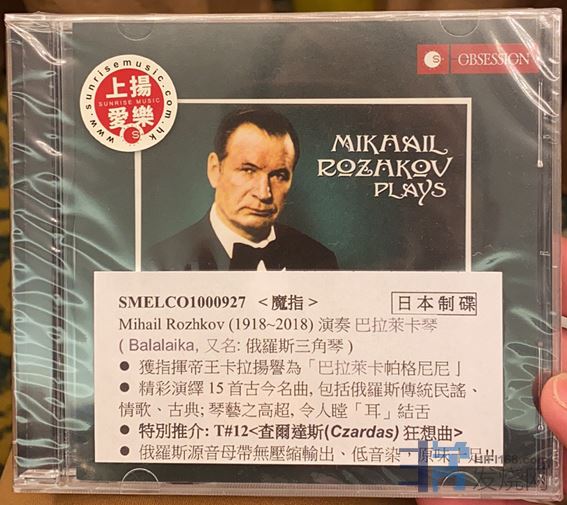 www.sunrisemusic.com.hk
上揚
SUNRISE MUSIC
愛樂
S
S OBSESSION
MIKHAIL
ROZHKOV
PLAYS
SMELCO1000927 <魔指>
日本制碟
Mihail Rozhkov (1918~2018) 演奏 巴拉萊卡琴
( Balalaika, 又名: 俄羅斯三角琴 )
● 獲指揮帝王卡拉揚譽為「巴拉萊卡帕格尼尼」
● 精彩演繹 15 首古今名曲, 包括俄羅斯傳統民謠、
情歌、古典; 琴藝之高超, 令人瞠「耳」結舌
● 特別推介: T#12<查爾達斯(Czardas) 狂想曲>
● 俄羅斯源音母帶無壓縮輸出、低音染, 原味 足!!
发烧网